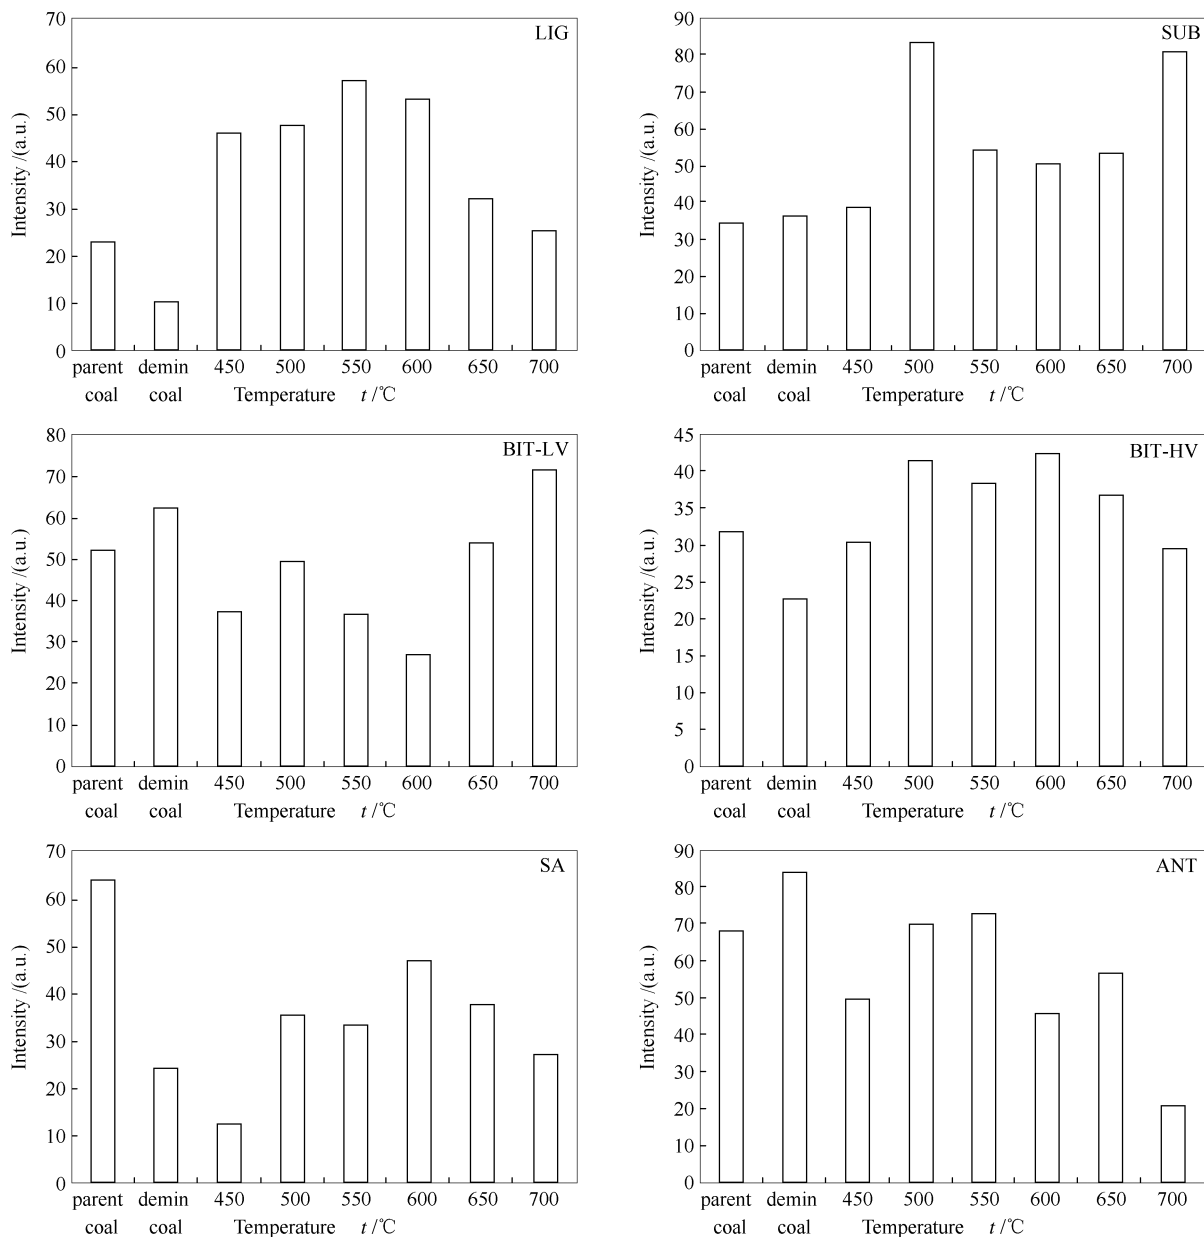 LIG
Intensity /(a.u.)
70
60
50
40
30
20
10
0
parent coal
demin coal
450 500 550 600 650 700
Temperature t /℃
SUB
Intensity /(a.u.)
90
80
70
60
50
40
30
20
10
0
parent coal
demin coal
450 500 550 600 650 700
Temperature t /℃
BIT-LV
Intensity /(a.u.)
80
70
60
50
40
30
20
10
0
parent coal
demin coal
450 500 550 600 650 700
Temperature t /℃
BIT-HV
Intensity /(a.u.)
45
40
35
30
25
20
15
10
5
0
parent coal
demin coal
450 500 550 600 650 700
Temperature t /℃
SA
Intensity /(a.u.)
70
60
50
40
30
20
10
0
parent coal
demin coal
450 500 550 600 650 700
Temperature t /℃
ANT
Intensity /(a.u.)
90
80
70
60
50
40
30
20
10
0
parent coal
demin coal
450 500 550 600 650 700
Temperature t /℃